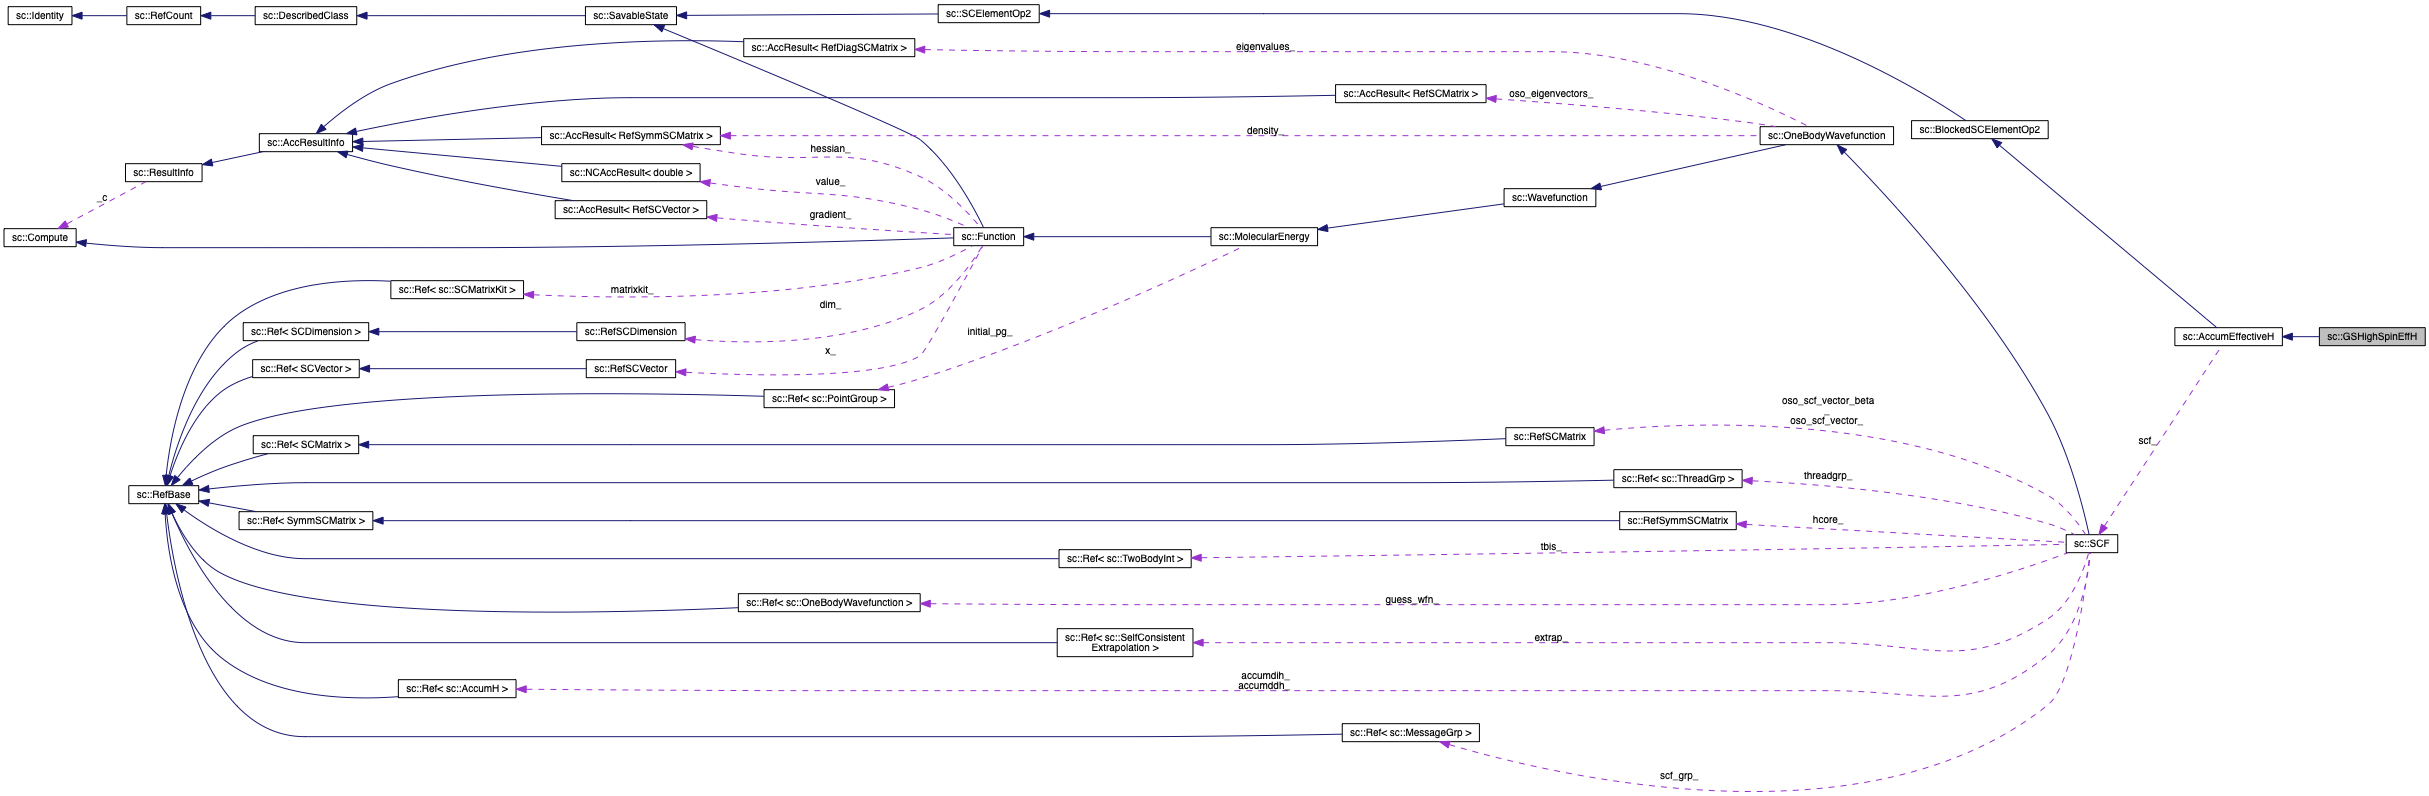 sc::Identity
sc::RefCount
sc::DescribedClass
sc::SavableState
sc::SCElementOp2
sc::AccResult< RefDiagSCMatrix >
eigenvalues_
sc::AccResult< RefSCMatrix >
oso_eigenvectors_
sc::AccResultInfo
sc::AccResult< RefSymmSCMatrix >
density_
sc::OneBodyWavefunction
sc::BlockedSCElementOp2
hessian_
sc::ResultInfo
sc::NCAccResult< double >
value_
_c
sc::AccResult< RefSCVector >
gradient_
sc::Wavefunction
sc::Compute
sc::Function
sc::MolecularEnergy
sc::Ref< sc::SCMatrixKit >
matrixkit_
dim_
sc::Ref< SCDimension >
sc::RefSCDimension
initial_pg_
sc::AccumEffectiveH
sc::GSHighSpinEffH
x_
sc::Ref< SCVector >
sc::RefSCVector
sc::Ref< sc::PointGroup >
oso_scf_vector_beta
_
oso_scf_vector_
sc::Ref< SCMatrix >
sc::RefSCMatrix
scf_
sc::RefBase
sc::Ref< sc::ThreadGrp >
threadgrp_
sc::Ref< SymmSCMatrix >
sc::RefSymmSCMatrix
hcore_
sc::Ref< sc::TwoBodyInt >
tbis_
sc::SCF
sc::Ref< sc::OneBodyWavefunction >
guess_wfn_
sc::Ref< sc::SelfConsistent
Extrapolation >
extrap_
sc::Ref< sc::AccumH >
accumdih_
accumddh_
sc::Ref< sc::MessageGrp >
scf_grp_